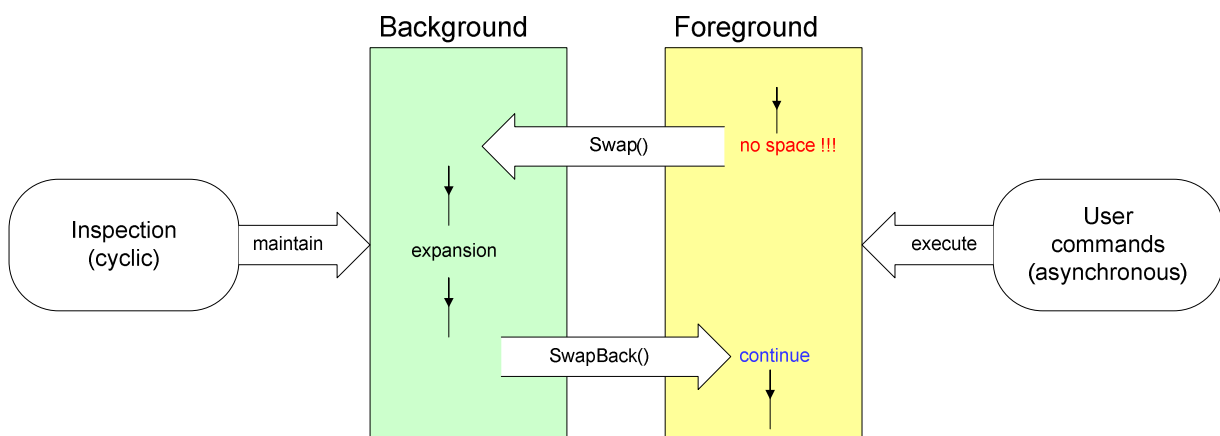 Background
Foreground
Swap()
no space !!!
Inspection
(cyclic)
maintain
expansion
execute
User
commands
(asynchronous)
SwapBack()
continue